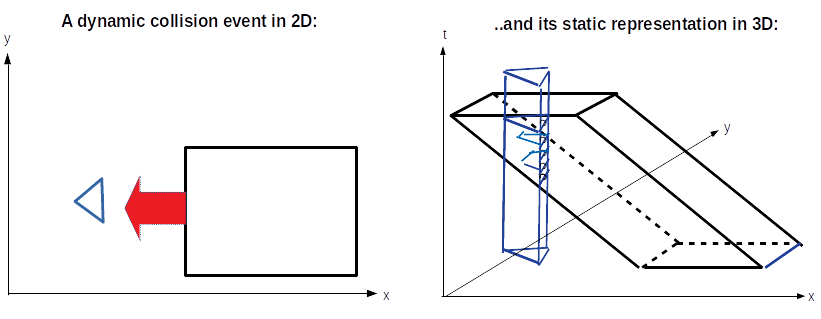 A dynamic collision event in 2D:
..and its static representation in 3D:
y
x
t
y
x